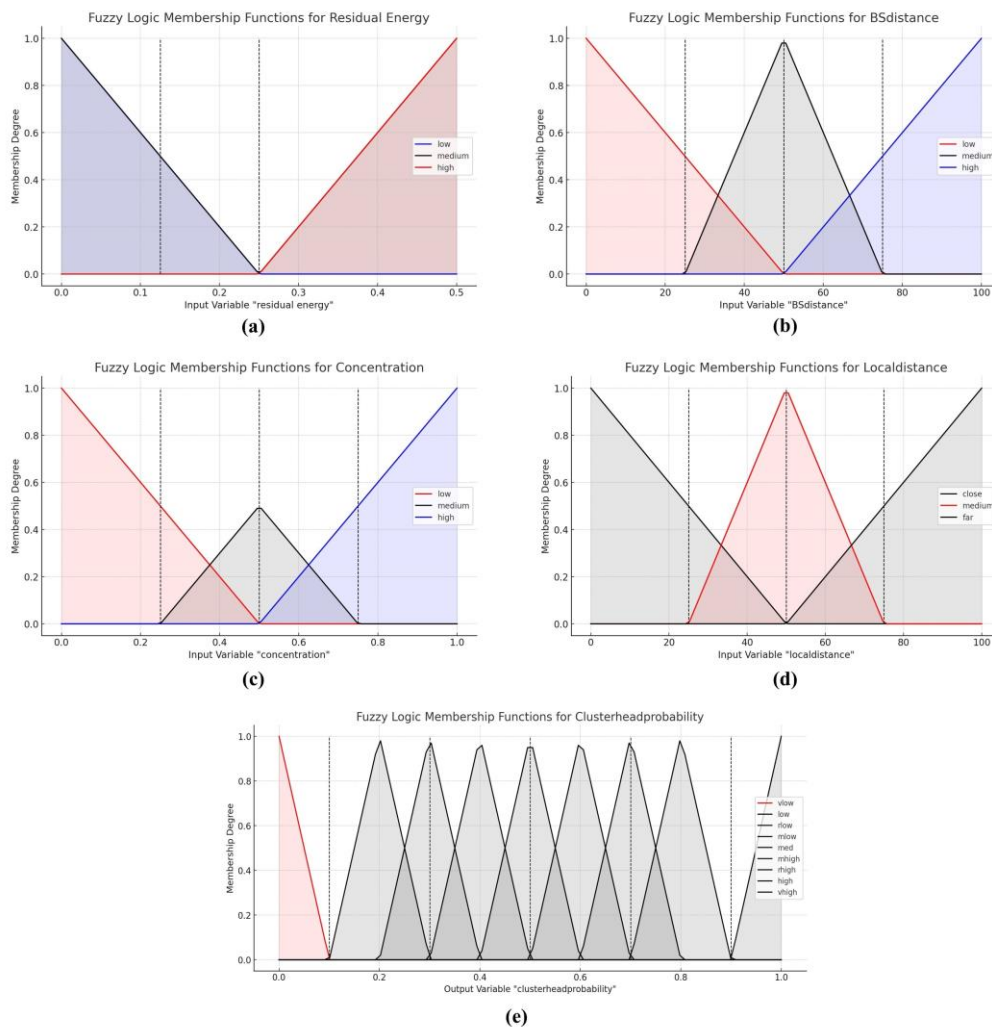 Fuzzy Logic Membership Functions for Residual Energy
1.0
0.8
0.6
0.4
0.2
0.0
Membership Degree
low
medium
high
0.0 0.1 0.2 0.3 0.4 0.5
Input Variable "residual energy"
(a)
Fuzzy Logic Membership Functions for BSdistance
1.0
0.8
0.6
0.4
0.2
0.0
Membership Degree
low
medium
high
0 20 40 60 80 100
Input Variable "BSdistance"
(b)
Fuzzy Logic Membership Functions for Concentration
1.0
0.8
0.6
0.4
0.2
0.0
Membership Degree
low
medium
high
0.0 0.2 0.4 0.6 0.8 1.0
Input Variable "concentration"
(c)
Fuzzy Logic Membership Functions for Localdistance
1.0
0.8
0.6
0.4
0.2
0.0
Membership Degree
close
medium
far
0 20 40 60 80 100
Input Variable "localdistance"
(d)
Fuzzy Logic Membership Functions for Clusterheadprobability
1.0
0.8
0.6
0.4
0.2
0.0
Membership Degree
vlow
low
rlow
mlow
med
mhigh
rhigh
high
vhigh
0.0 0.2 0.4 0.6 0.8 1.0
Output Variable "clusterheadprobability"
(e)